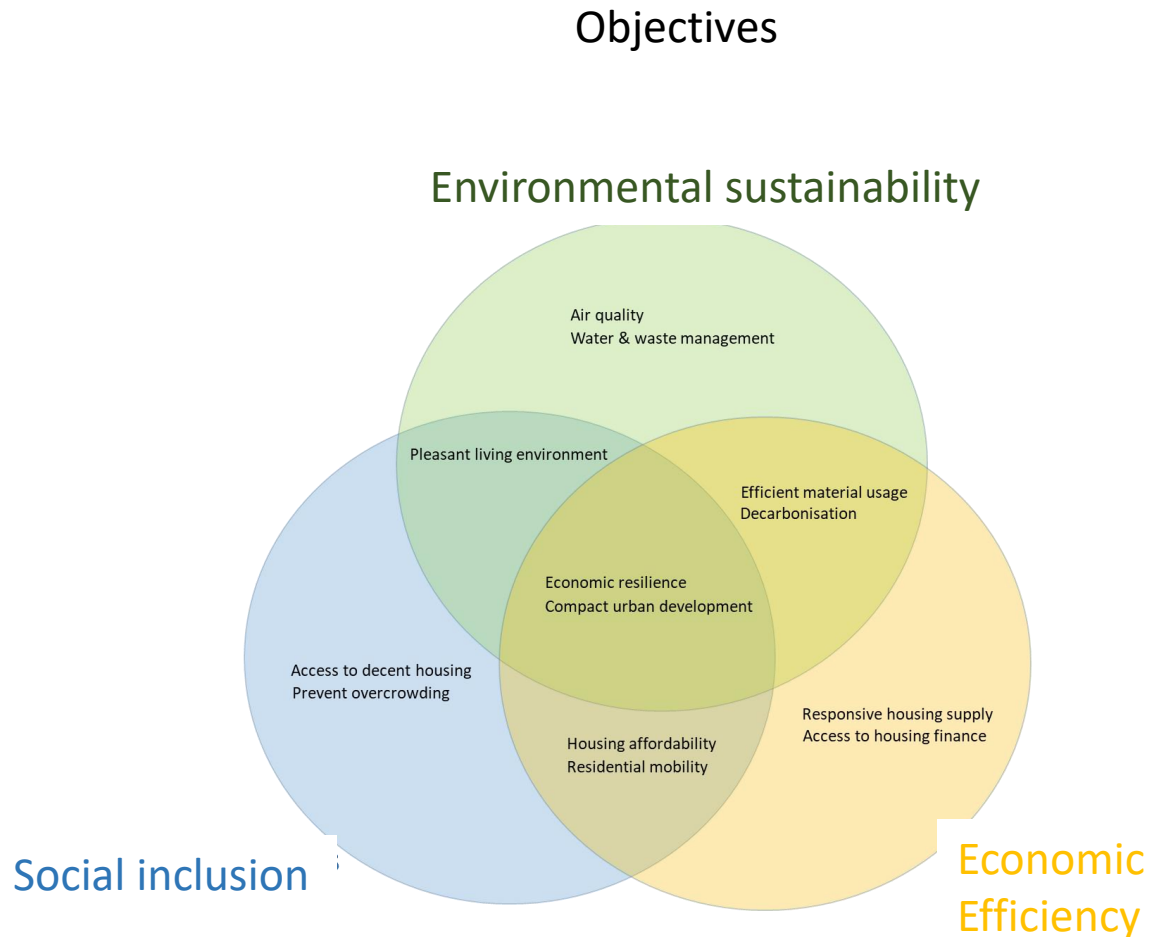 Objectives
Environmental sustainability
Air quality
Water & waste management
Pleasant living environment
Efficient material usage
Decarbonisation
Economic resilience
Compact urban development
Access to decent housing
Prevent overcrowding
Responsive housing supply
Access to housing finance
Housing affordability
Residential mobility
Social inclusion
Economic
Efficiency